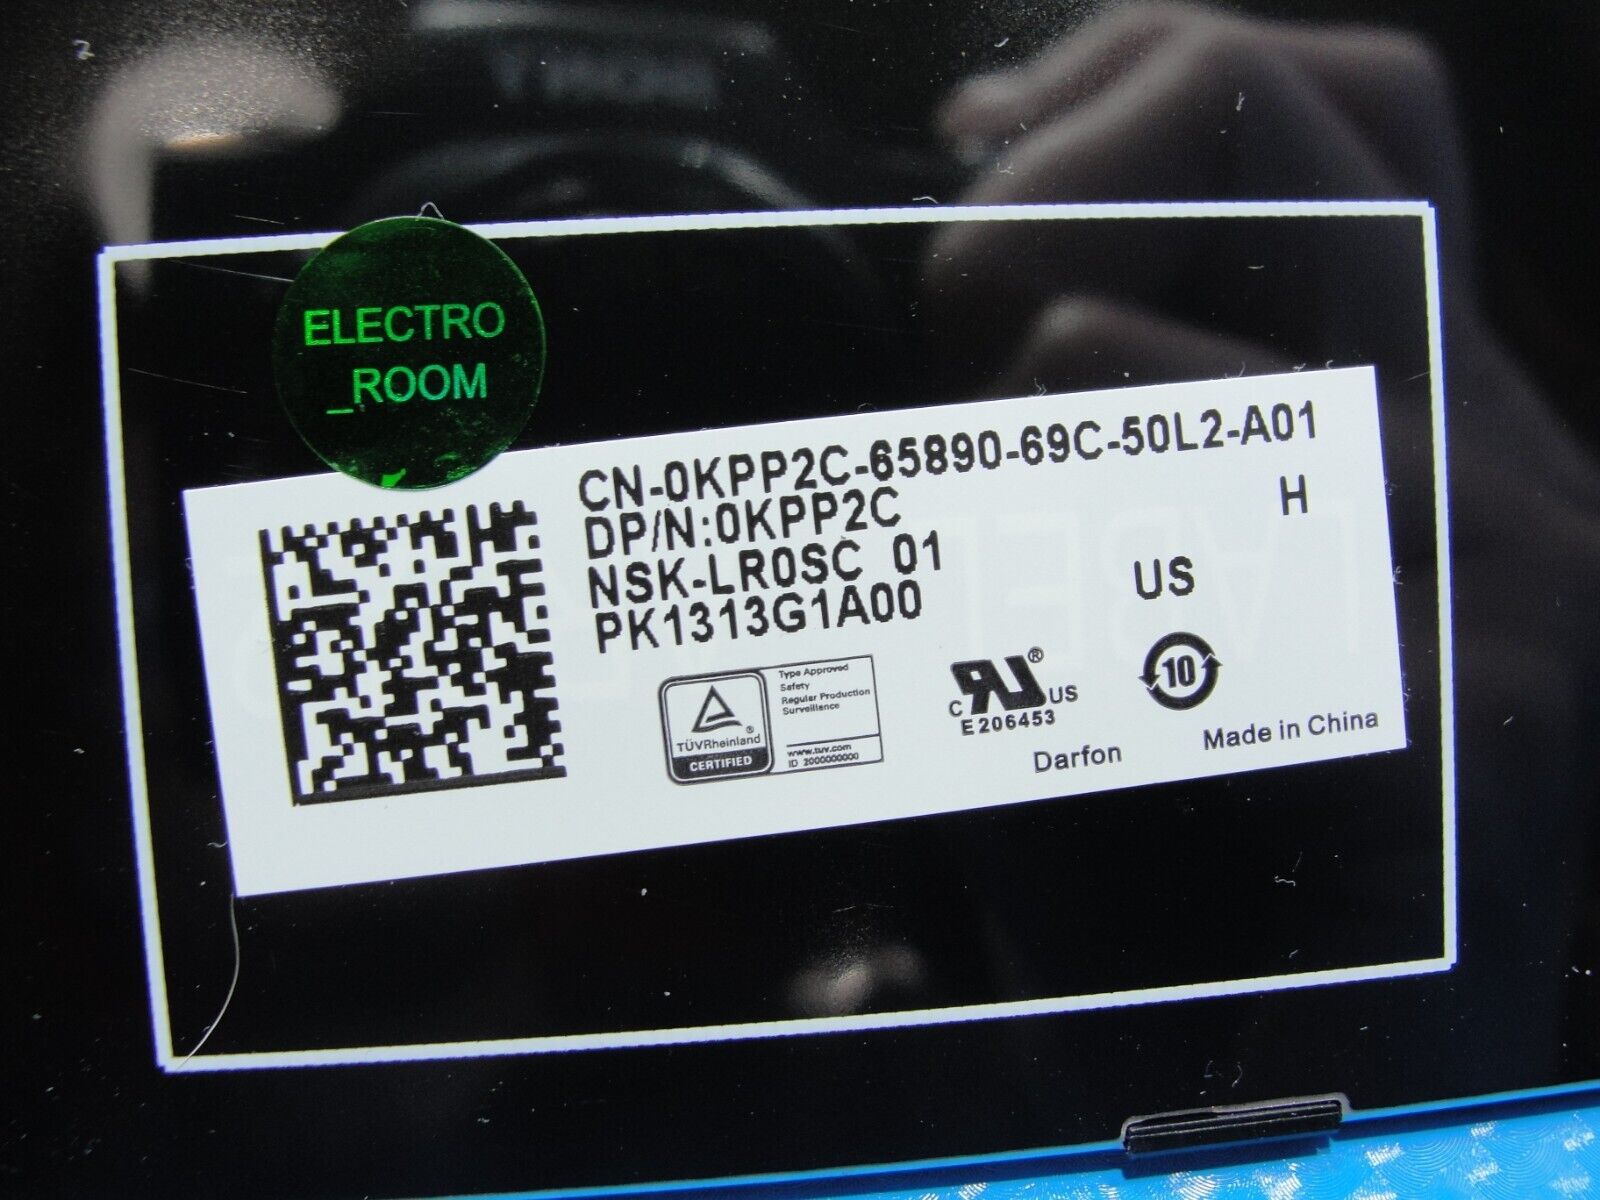 ELECTRO
_ROOM
CN-0KPP2C-65890-69C-50L2-A01
DP/N:0KPP2C
H
NSK-LR0SC 01
US
PK1313G1A00
TÜVRheinland
®
CERTIFIED
Type Approved
Safety
Regular Production
Surveillance
www.tuv.com
ID 2000000000
C RU US ®
E206453
10
Darfon
Made in China